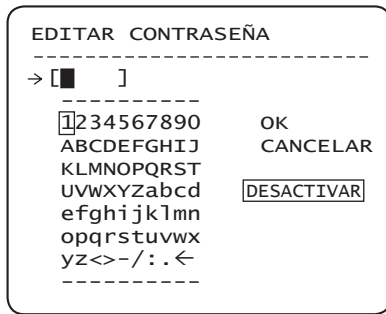 EDITAR CONTRASEÑA
---------------------------
→[█   ]
----------
1234567890 OK
ABCDEFGHIJ CANCELAR
KLMNOPQRST
UVWXYZabcd DESACTIVAR
efghijklmn
opqrstuvwx
yz<>-/:.←
----------